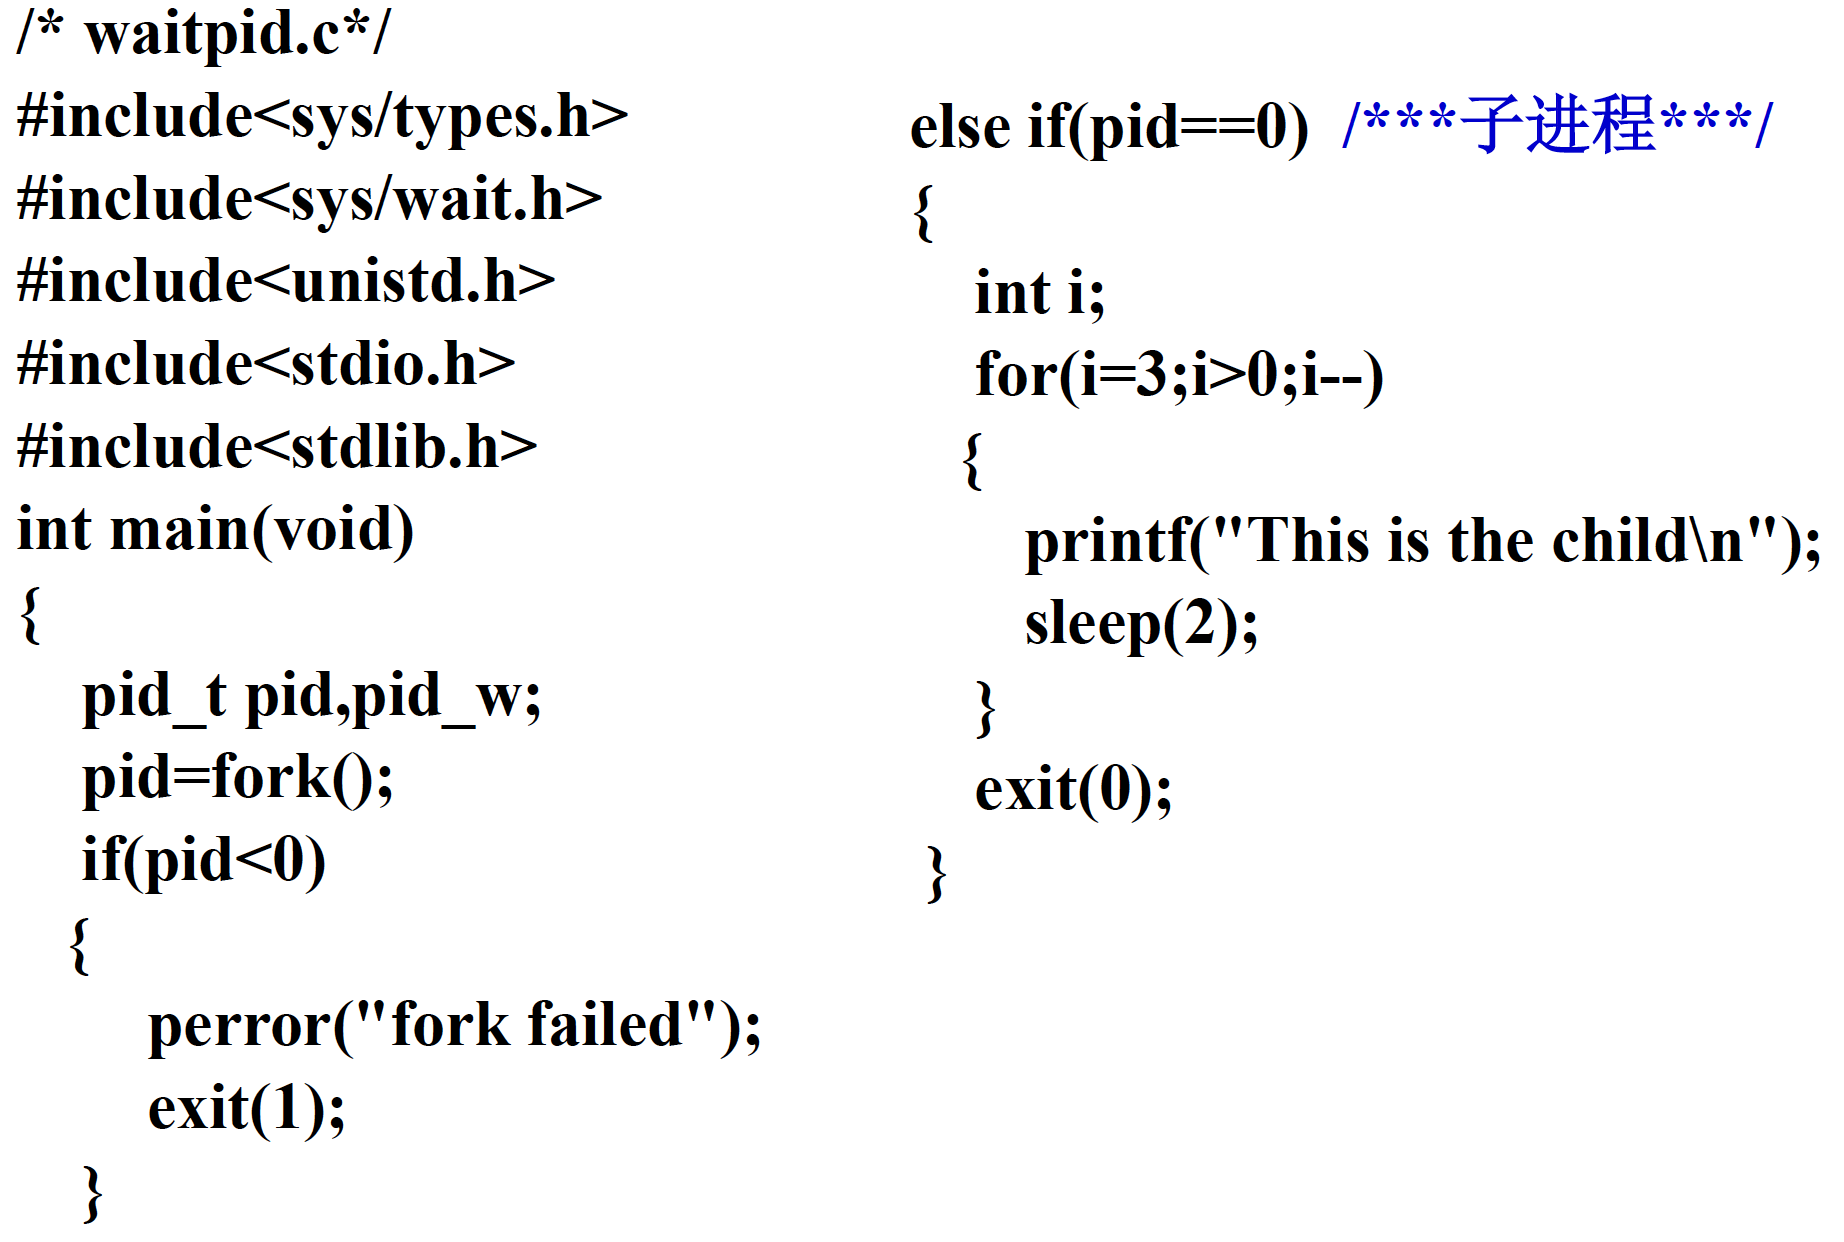 /* waitpid.c*/
#include<sys/types.h>
#include<sys/wait.h>
#include<unistd.h>
#include<stdio.h>
#include<stdlib.h>
int main(void)
{
pid_t pid,pid_w;
pid=fork();
if(pid<0)
{
perror("fork failed");
exit(1);
}
else if(pid==0) /***子进程***/
{
int i;
for(i=3;i>0;i--)
{
printf("This is the child\n");
sleep(2);
}
exit(0);
}